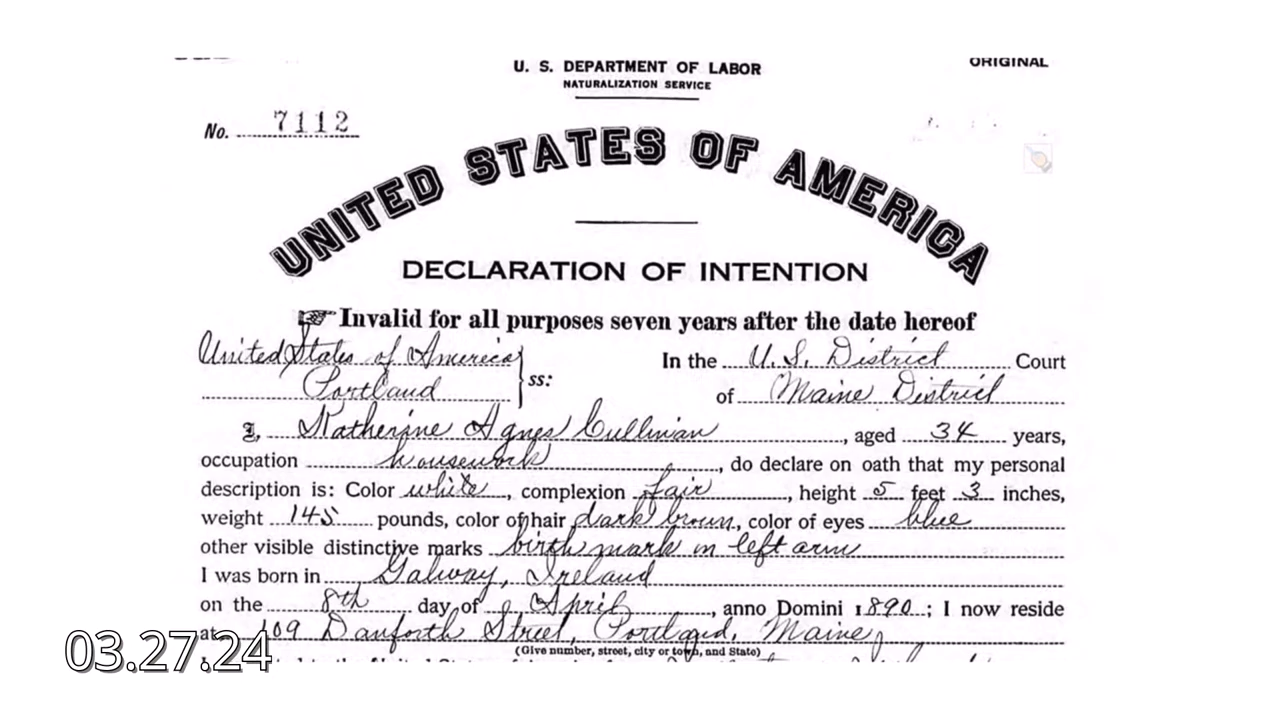 U. S. DEPARTMENT OF LABOR
ORIGINAL
NATURALIZATION SERVICE
No. 7112
UNITED STATES OF AMERICA
DECLARATION OF INTENTION
Invalid for all purposes seven years after the date hereof
United States of America In the U. S. District Court
Portland ss: of Maine District
I, Katherine Agnes Cullinan, aged 34 years,
occupation housework, do declare on oath that my personal
description is: Color white, complexion fair, height 5 feet 3 inches,
weight 145 pounds, color of hair dark brown, color of eyes blue
other visible distinctive marks birth mark on left arm
I was born in Galway, Ireland
on the 8th day of April, anno Domini 1890; I now reside
at 109 Danforth Street, Portland, Maine,
(Give number, street, city or town, and State)
03.27.24